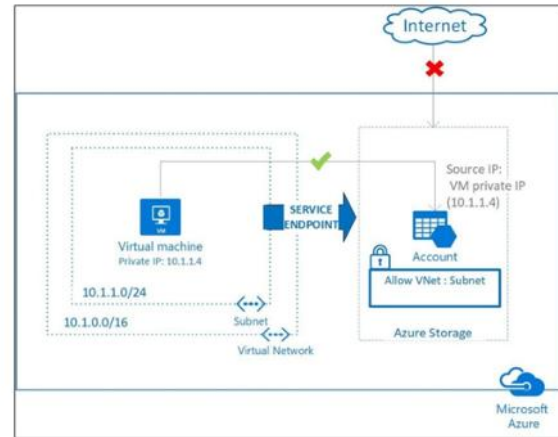 Internet
Source IP:
VM private IP
(10.1.1.4)
SERVICE
ENDPOINT
VM
Virtual machine
Private IP: 10.1.1.4
Account
Allow VNet : Subnet
10.1.1.0/24
Subnet
10.1.0.0/16
Virtual Network
Azure Storage
Microsoft
Azure